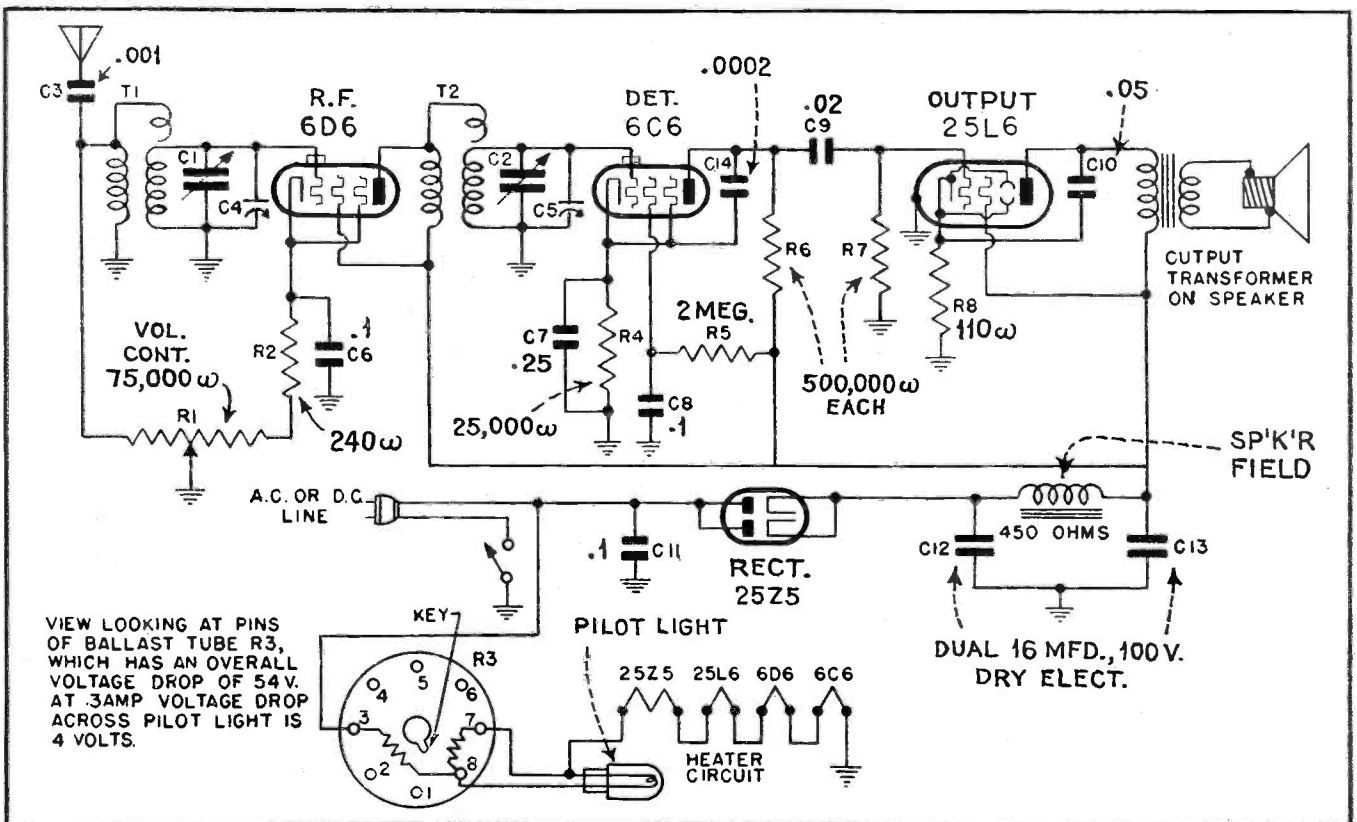 .001
C3
T1
R.F.
6D6
T2
DET.
6C6
.0002
.02
C9
OUTPUT
25L6
.05
C1
C4
C2
C5
C14
C10
R6
R7
CUTPUT
TRANSFORMER
ON SPEAKER
R8
110ω
VOL.
CONT.
75,000ω
R1
R2
.1
C6
240ω
C7
.25
R4
25,000ω
2 MEG.
R5
C8
.1
500,000ω
EACH
SP'K'R
FIELD
A.C. OR D.C.
LINE
.1
C11
RECT.
25Z5
450 OHMS
C12
C13
DUAL 16 MFD., 100 V.
DRY ELECT.
VIEW LOOKING AT PINS
OF BALLAST TUBE R3,
WHICH HAS AN OVERALL
VOLTAGE DROP OF 54 V.
AT .3AMP VOLTAGE DROP
ACROSS PILOT LIGHT IS
4 VOLTS.
KEY
R3
5
4
6
3
7
2
8
1
PILOT LIGHT
25Z5 25L6 6D6 6C6
HEATER
CIRCUIT